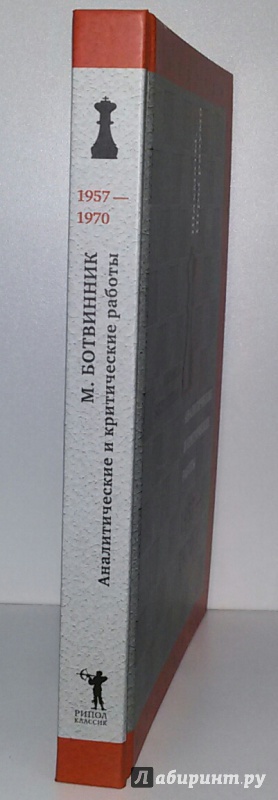 1957 —
1970
М. БОТВИННИК
Аналитические и критические работы
РИПОЛ
КЛАССИК
Лабиринт.ру